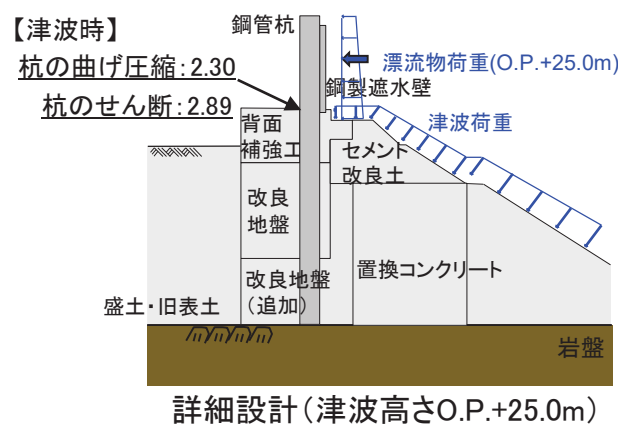 【津波時】
杭の曲げ圧縮:2.30
杭のせん断:2.89
鋼管杭
漂流物荷重(O.P.+25.0m)
鋼製遮水壁
津波荷重
背面
補強工
セメント
改良土
改良
地盤
置換コンクリート
改良地盤
(追加)
盛土・旧表土
岩盤
詳細設計(津波高さO.P.+25.0m)